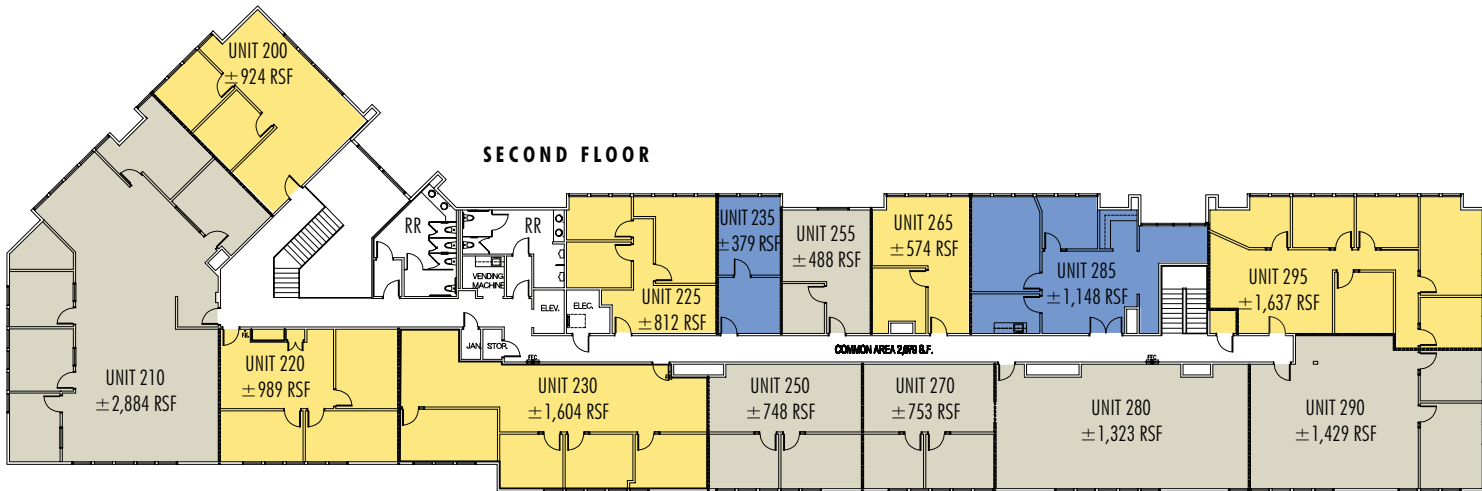 UNIT 200
±924 RSF
SECOND FLOOR
RR
RR
VENDING
MACHINE
ELEV.
ELEC.
JAN.
STOR.
UNIT 235
±379 RSF
UNIT 255
±488 RSF
UNIT 265
±574 RSF
UNIT 285
±1,148 RSF
UNIT 295
±1,637 RSF
UNIT 225
±812 RSF
UNIT 210
±2,884 RSF
UNIT 220
±989 RSF
UNIT 230
±1,604 RSF
UNIT 250
±748 RSF
UNIT 270
±753 RSF
UNIT 280
±1,323 RSF
UNIT 290
±1,429 RSF
COMMON AREA S.F.